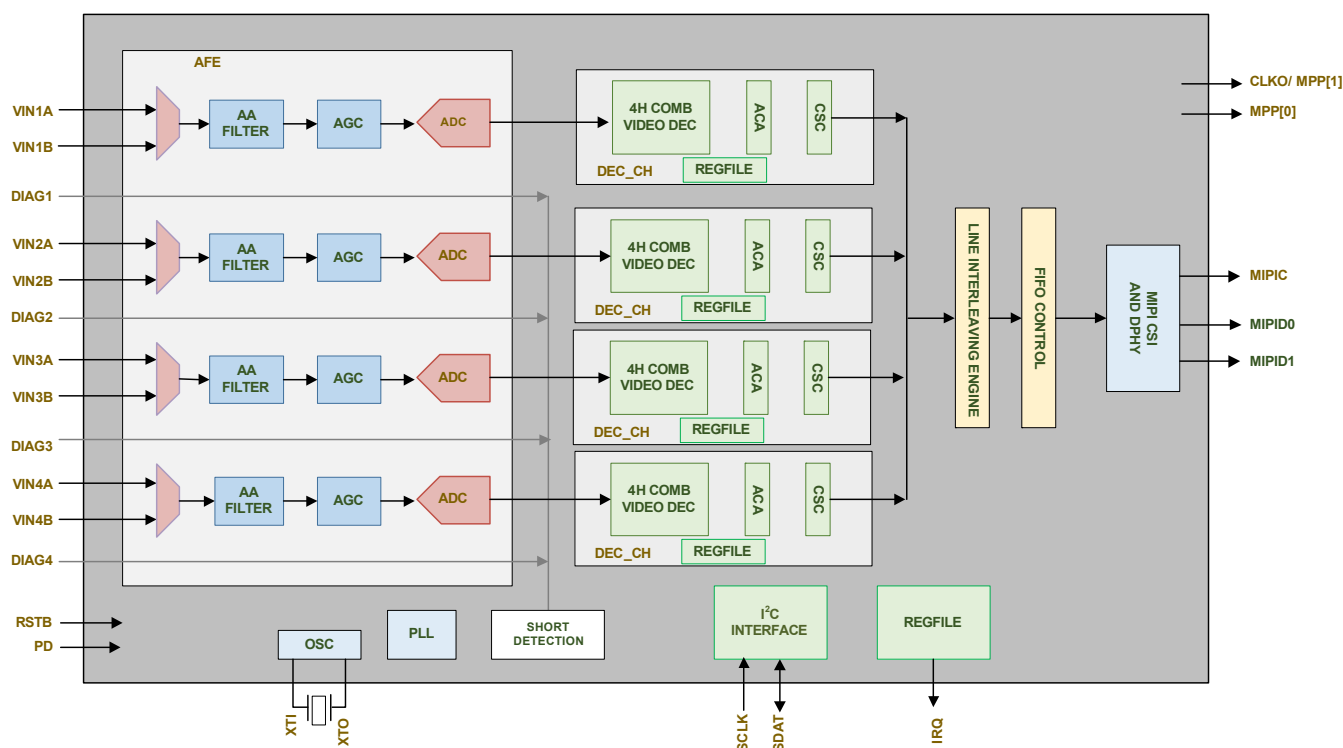 AFE
CLKO/ MPP[1]
MPP[0]
VIN1A
VIN1B
AA
FILTER
AGC
ADC
4H COMB
VIDEO DEC
ACA
CSC
DEC_CH
REGFILE
DIAG1
VIN2A
VIN2B
AA
FILTER
AGC
ADC
4H COMB
VIDEO DEC
ACA
CSC
DEC_CH
REGFILE
DIAG2
VIN3A
VIN3B
AA
FILTER
AGC
ADC
4H COMB
VIDEO DEC
ACA
CSC
DEC_CH
REGFILE
DIAG3
VIN4A
VIN4B
AA
FILTER
AGC
ADC
4H COMB
VIDEO DEC
ACA
CSC
DEC_CH
REGFILE
DIAG4
LINE INTERLEAVING ENGINE
FIFO CONTROL
MIPI CSI
AND DPHY
MIPIC
MIPID0
MIPID1
RSTB
PD
OSC
PLL
SHORT
DETECTION
I²C
INTERFACE
REGFILE
XTI
XTO
SCLK
SDAT
IRQ